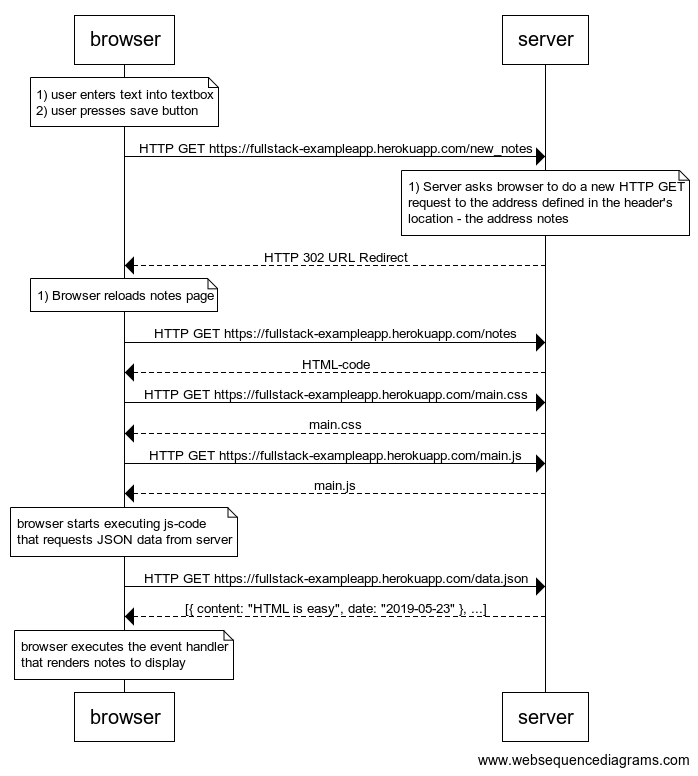 browser
server
1) user enters text into textbox
2) user presses save button
HTTP GET https://fullstack-exampleapp.herokuapp.com/new_notes
1) Server asks browser to do a new HTTP GET
request to the address defined in the header's
location - the address notes
HTTP 302 URL Redirect
1) Browser reloads notes page
HTTP GET https://fullstack-exampleapp.herokuapp.com/notes
HTML-code
HTTP GET https://fullstack-exampleapp.herokuapp.com/main.css
main.css
HTTP GET https://fullstack-exampleapp.herokuapp.com/main.js
main.js
browser starts executing js-code
that requests JSON data from server
HTTP GET https://fullstack-exampleapp.herokuapp.com/data.json
[{ content: "HTML is easy", date: "2019-05-23" }, ...]
browser executes the event handler
that renders notes to display
browser
server
www.websequencediagrams.com